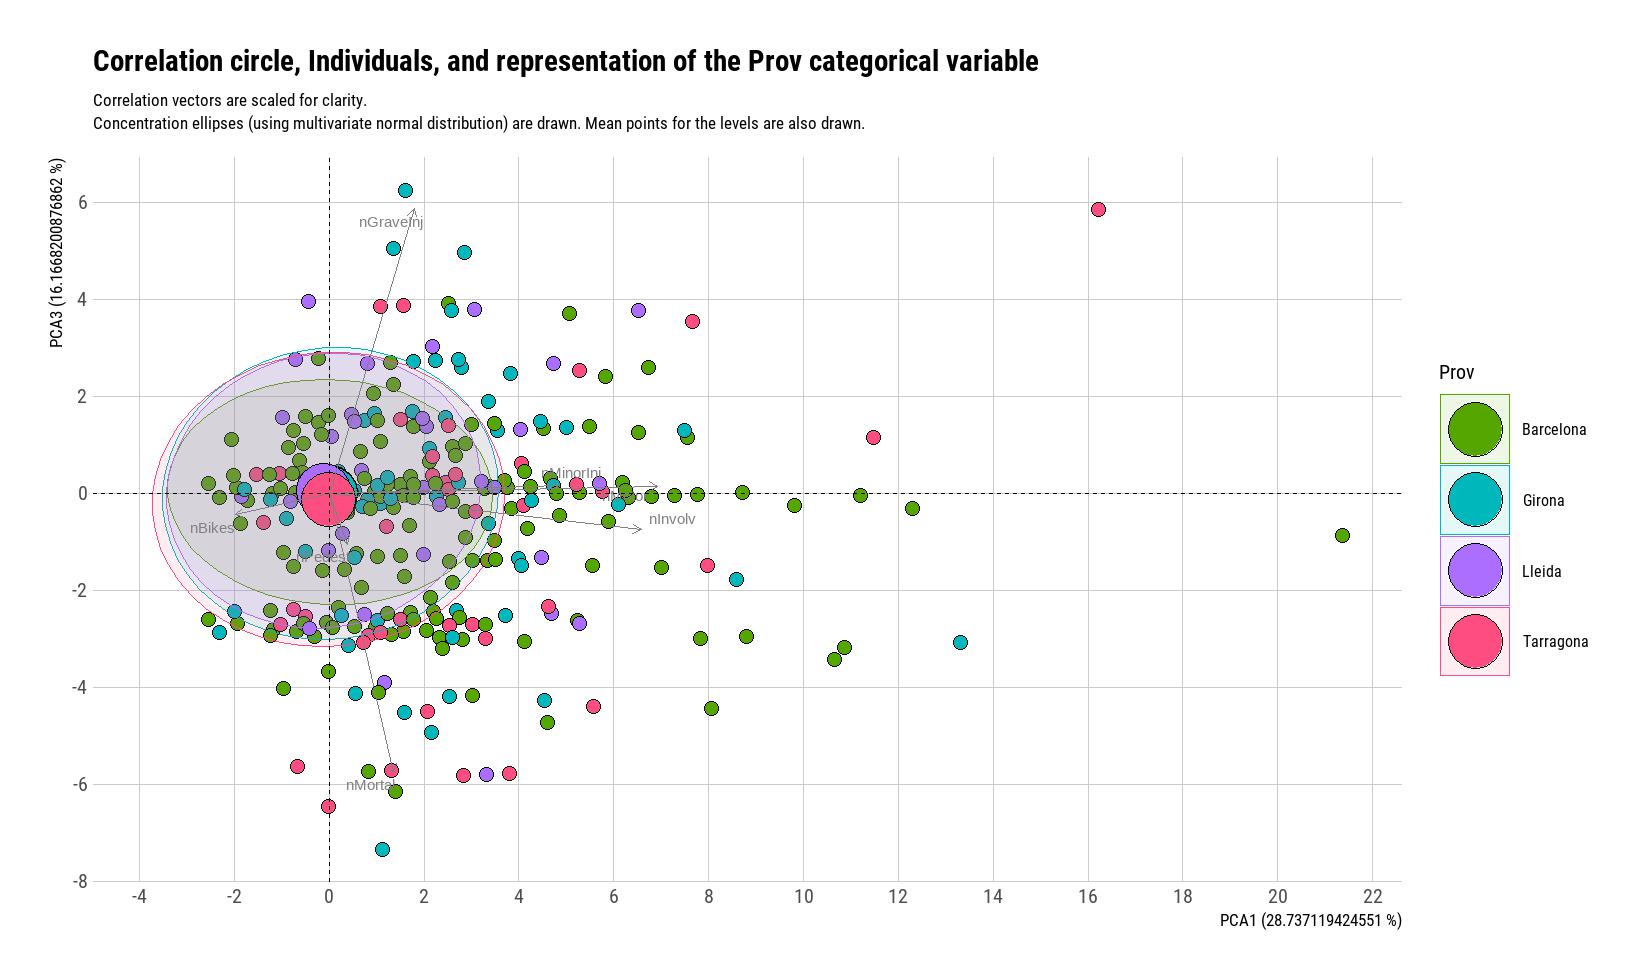 Correlation circle, Individuals, and representation of the Prov categorical variable
Correlation vectors are scaled for clarity.
Concentration ellipses (using multivariate normal distribution) are drawn. Mean points for the levels are also drawn.
PCA3 (16.1668200876862 %)
6
4
2
0
-2
-4
-6
-8
nGraveInj
nMinorInj
nInvolv
nBikes
nMortal
-4
-2
0
2
4
6
8
10
12
14
16
18
20
22
PCA1 (28.737119424551 %)
Prov
Barcelona
Girona
Lleida
Tarragona